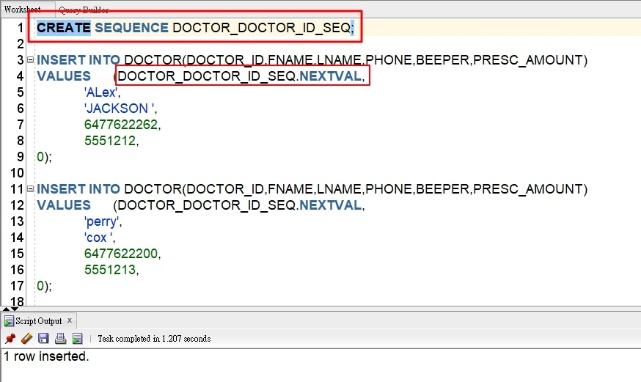 Worksheet Query Builder
1 CREATE SEQUENCE DOCTOR_DOCTOR_ID_SEQ;
2
3 INSERT INTO DOCTOR(DOCTOR_ID,FNAME,LNAME,PHONE,BEEPER,PRESC_AMOUNT)
4 VALUES (DOCTOR_DOCTOR_ID_SEQ.NEXTVAL,
5 'ALex',
6 'JACKSON ',
7 6477622262,
8 5551212,
9 0);
10
11 INSERT INTO DOCTOR(DOCTOR_ID,FNAME,LNAME,PHONE,BEEPER,PRESC_AMOUNT)
12 VALUES (DOCTOR_DOCTOR_ID_SEQ.NEXTVAL,
13 'perry',
14 'cox ',
15 6477622200,
16 5551213,
17 0);
18
Script Output x
Task completed in 1.207 seconds
1 row inserted.